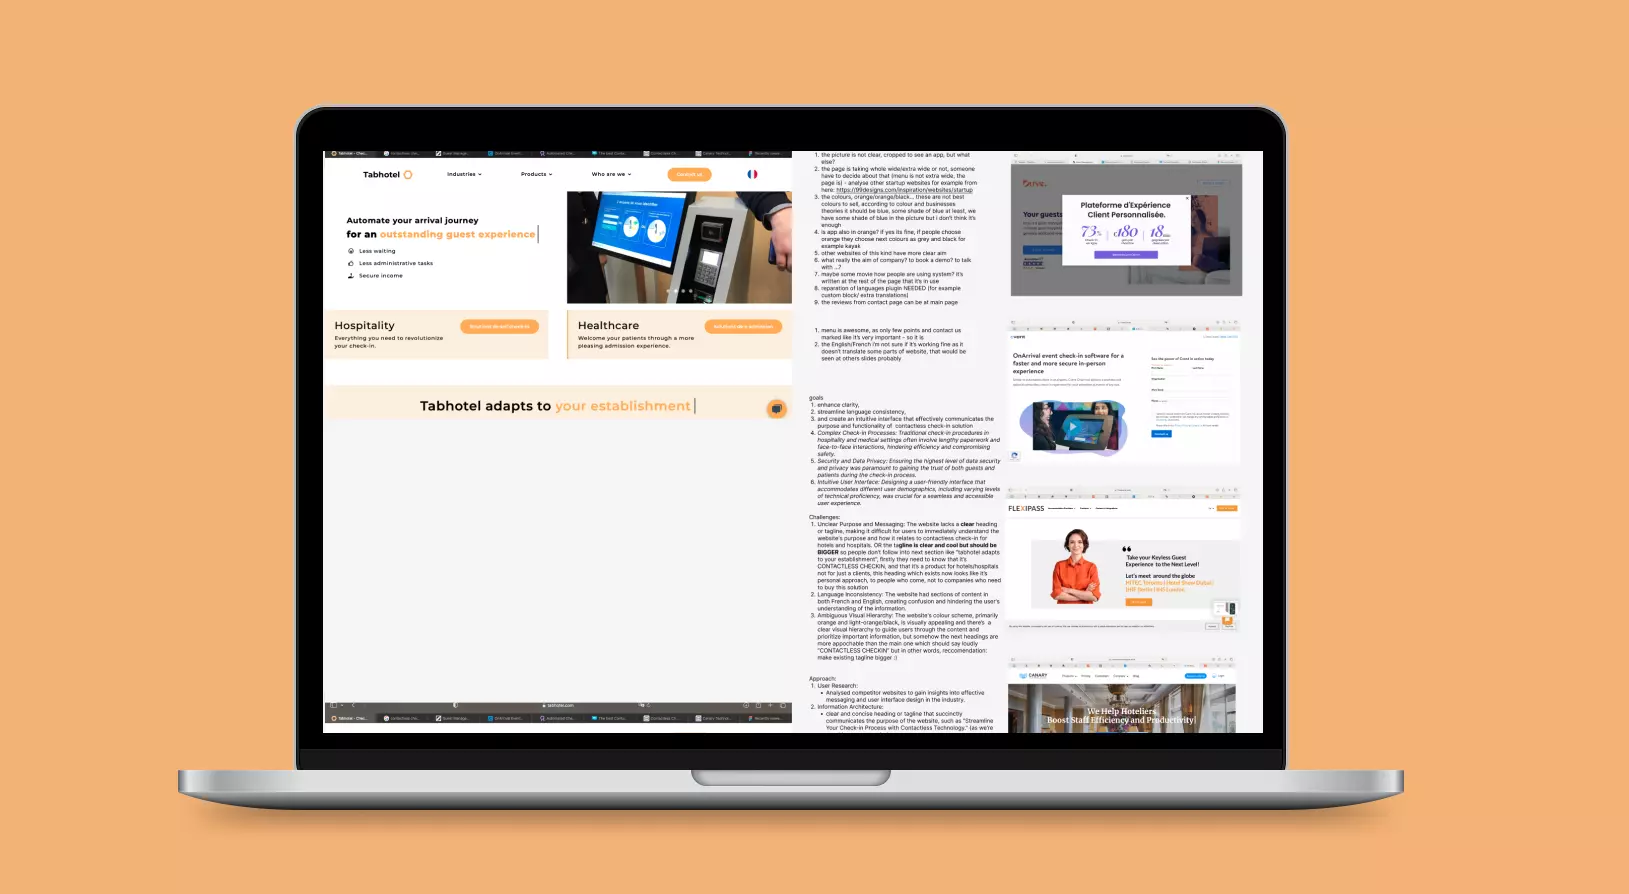 Tabhotel
Industries
Products
Who are we
Contact us
Automate your arrival journey
for an outstanding guest experience
Less waiting
Less administrative tasks
Secure income
Hospitality
Everything you need to revolutionize
your check-in.
Healthcare
Welcome your patients through a more
pleasing admission experience.
Tabhotel adapts to your establishment
tabhotel.com
1. the picture is not clear, cropped to see an app, but what
else?
2. the page is taking whole wide/extra wide or not, someone
have to decide about that (menu is not extra wide, the
page is) - analyse other startup websites for example from
here: https://99designs.com/inspiration/websites/startup
3. the colours, orange/orange/black... these are not best
colours to sell, according to colour and businesses
theories it should be blue, some shade of blue at least, we
have some shade of blue in the picture but i don't think it's
enough
4. is app also in orange? if yes its fine, if people choose
orange they choose next colours as grey and black for
example kayak
5. other websites of this kind have more clear aim
6. what really the aim of company? to book a demo? to talk
with ..?
7. maybe some movie how people are using system? it's
written at the rest of the page that it's in use
8. reparation of languages plugin NEEDED (for example
custom block/ extra transletions)
9. the reviews from contact page can be at main page
1. menu is awesome, as only few points and contact us
marked like it's very important - so it is
2. the English/French i'm not sure if it's working fine as it
doesn't translate some parts of website, that would be
seen at others slides probably
goals
1. enhance clarity,
2. streamline language consistency,
3. and create an intuitive interface that effectively communicates the
purpose and functionality of contactless check-in solution
4. Complex Check-in Processes: Traditional check-in procedures in
hospitality and medical settings often involve lengthy paperwork and
face-to-face interactions, hindering efficiency and compromising
safety.
5. Security and Data Privacy: Ensuring the highest level of data security
and privacy was paramount to gaining the trust of both guests and
patients during the check-in process.
6. Intuitive User Interface: Designing a user-friendly interface that
accommodates different user demographics, including varying levels
of technical proficiency, was crucial for a seamless and accessible
user experience.
Challenges:
1. Unclear Purpose and Messaging: The website lacks a clear heading
or tagline, making it difficult for users to immediately understand the
website's purpose and how it relates to contactless check-in for
hotels and hospitals. OR the tagline is clear and cool but should be
BIGGER so people don't follow into next section like "tabhotel adapts
to your establishment"; firstly they need to know that it's
CONTACTLESS CHECKIN, and that it's a product for hotels/hospitals
not for just a clients, this heading which exists now looks like it's
personal approach, to people who come, not to companies who need
to buy this solution
2. Language Inconsistency: The website had sections of content in
both French and English, creating confusion and hindering the user's
understanding of the information.
3. Ambiguous Visual Hierarchy: The website's colour scheme, primarily
orange and light-orange/black, is visually appealing and there's a
clear visual hierarchy to guide users through the content and
prioritize important information, but somehow the next headings are
more appochable than the main one which should say loudly
"CONTACTLESS CHECKIN" but in other words, reccomendation:
make existing tagline bigger :)
Approach:
1. User Research:
• Analysed competitor websites to gain insights into effective
messaging and user interface design in the industry.
2. Information Architecture:
• clear and concise heading or tagline that succinctly
communicates the purpose of the website, such as "Streamline
Your Check-in Process with Contactless Technology." (as we're
Plateforme d'Expérience
Client Personnalisée.
73%
€180
18
Your guests
OnArrival event check-in software for a
faster and more secure in-person
experience
See the power of Cvent in action today
FLEXIPASS
Take your Keyless Guest
Experience to the Next Level!
Let's meet around the globe
CANARY
We Help Hoteliers
Boost Staff Efficiency and Productivity